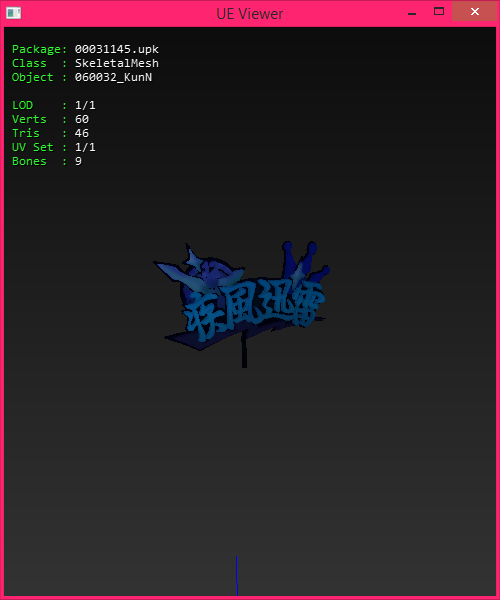 UE Viewer
Package: 00031145.upk
Class : SkeletalMesh
Object : 060032_KunN
LOD : 1/1
Verts : 60
Tris : 46
UV Set : 1/1
Bones : 9
疾風迅雷